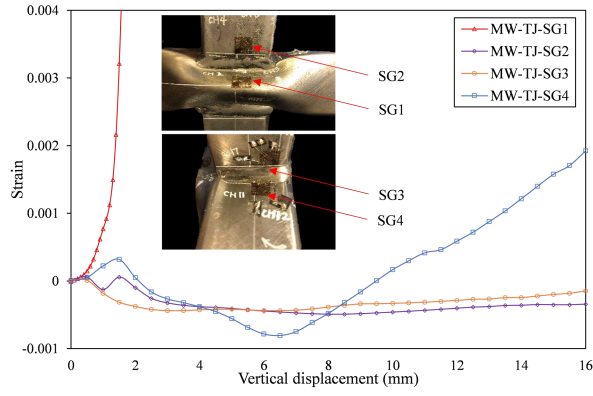 0.004
0.003
0.002
0.001
0
-0.001
Strain
0 2 4 6 8 10 12 14 16
Vertical displacement (mm)
MW-TJ-SG1
MW-TJ-SG2
MW-TJ-SG3
MW-TJ-SG4
SG2
SG1
SG3
SG4
CH11